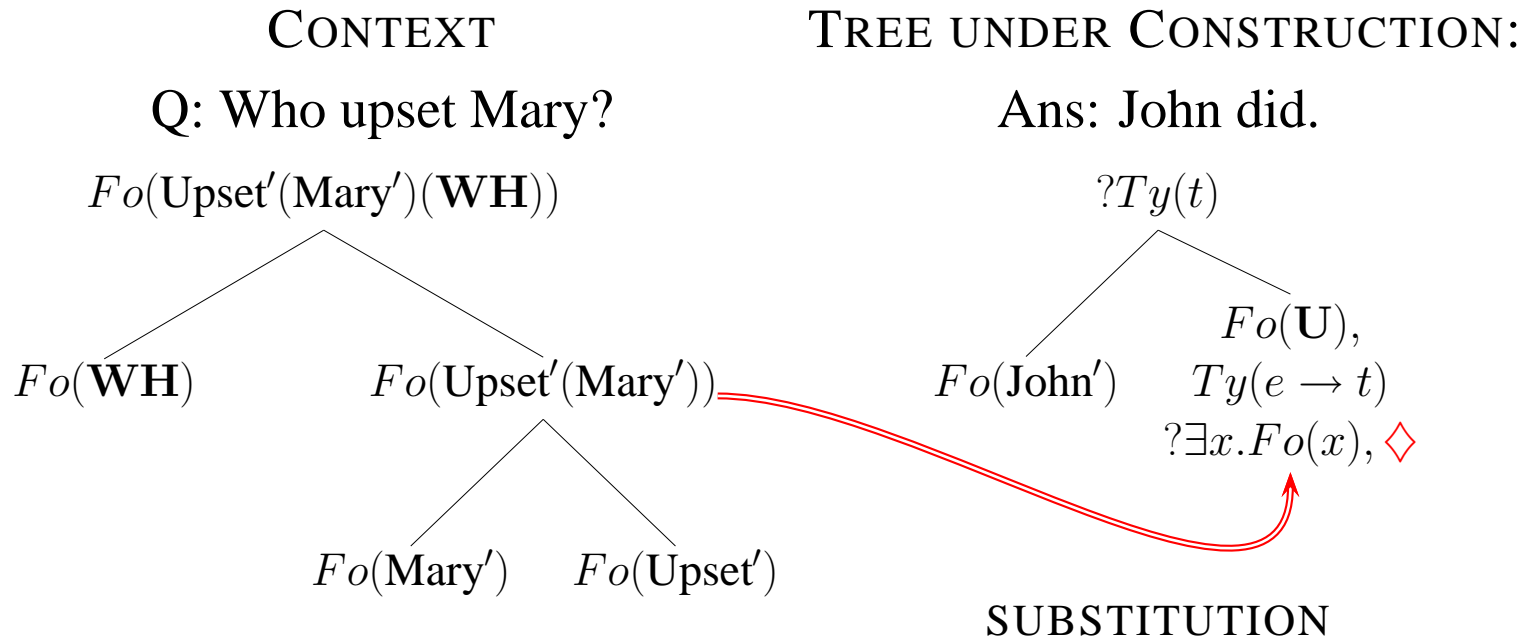 CONTEXT
Q: Who upset Mary?
Fo(Upset′(Mary′)(WH))
Fo(WH)
Fo(Upset′(Mary′))
Fo(Mary′)
Fo(Upset′)
TREE UNDER CONSTRUCTION:
Ans: John did.
?Ty(t)
Fo(John′)
Fo(U),
Ty(e → t)
?∃x.Fo(x), ♢
SUBSTITUTION